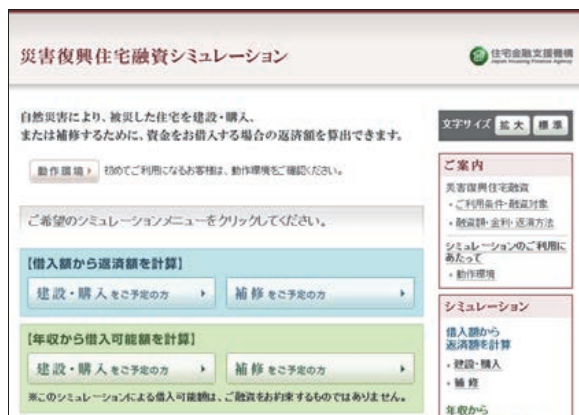 災害復興住宅融資シミュレーション
住宅金融支援機構
Japan Housing Finance Agency
自然災害により、被災した住宅を建設・購入、
または補修するために、資金をお借入する場合の返済額を算出できます。
動作環境
初めてご利用になるお客様は、動作環境をご確認ください。
ご希望のシミュレーションメニューをクリックしてください。
【借入額から返済額を計算】
建設・購入をご予定の方
補修をご予定の方
【年収から借入可能額を計算】
建設・購入をご予定の方
補修をご予定の方
※このシミュレーションによる借入可能額は、ご融資をお約束するものではありません。
文字サイズ 拡大 標準
ご案内
災害復興住宅融資
・ご利用条件・融資対象
・融資額・金利・返済方法
シミュレーションのご利用に
あたって
・動作環境
シミュレーション
借入額から
返済額を計算
・建設・購入
・補修
年収から